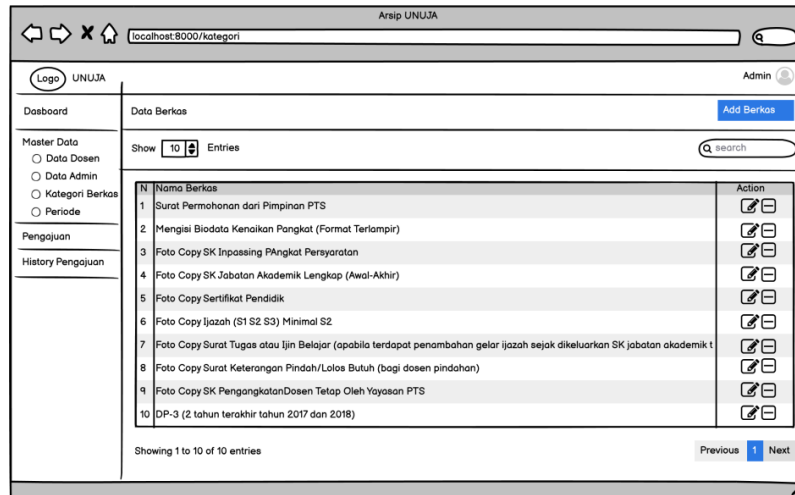 Arsip UNUJA
localhost:8000/kategori
Logo UNUJA
Admin
Dasboard
Data Berkas
Add Berkas
Master Data
Data Dosen
Data Admin
Kategori Berkas
Periode
Pengajuan
History Pengajuan
Show 10 Entries
search
N Nama Berkas Action
1 Surat Permohonan dari Pimpinan PTS
2 Mengisi Biodata Kenaikan Pangkat (Format Terlampir)
3 Foto Copy SK Inpassing PAngkat Persyaratan
4 Foto Copy SK Jabatan Akademik Lengkap (Awal-Akhir)
5 Foto Copy Sertifikat Pendidik
6 Foto Copy Ijazah (S1 S2 S3) Minimal S2
7 Foto Copy Surat Tugas atau Ijin Belajar (apabila terdapat penambahan gelar ijazah sejak dikeluarkan SK jabatan akademik t
8 Foto Copy Surat Keterangan Pindah/Lolos Butuh (bagi dosen pindahan)
9 Foto Copy SK PengangkatanDosen Tetap Oleh Yayasan PTS
10 DP-3 (2 tahun terakhir tahun 2017 dan 2018)
Showing 1 to 10 of 10 entries
Previous 1 Next